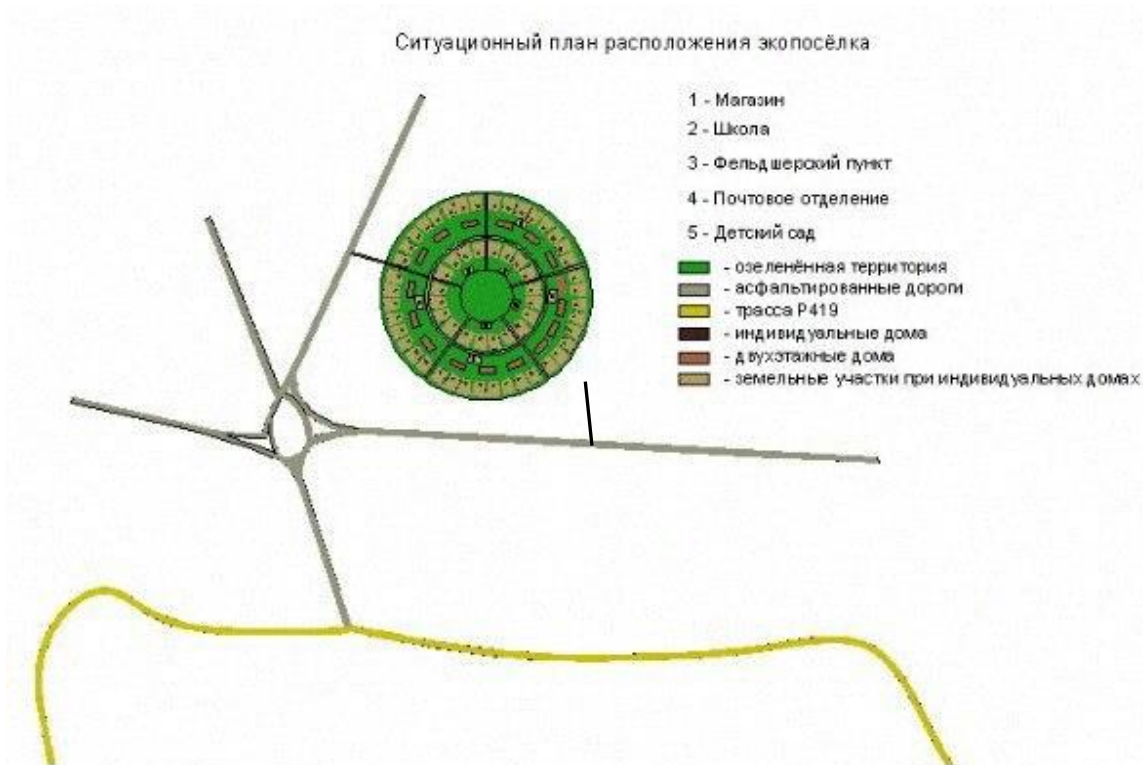 Ситуационный план расположения экопосёлка
1 - Магазин
2 - Школа
3 - Фельдшерский пункт
4 - Почтовое отделение
5 - Детский сад
- озеленённая территория
- асфальтированные дороги
- трасса Р419
- индивидуальные дома
- двухэтажные дома
- земельные участки при индивидуальных домах